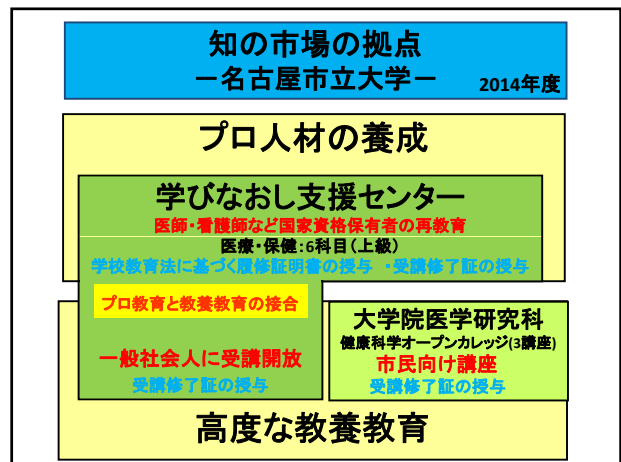 知の市場の拠点
－名古屋市立大学－
2014年度
プロ人材の養成
学びなおし支援センター
医師・看護師など国家資格保有者の再教育
医療・保健：6科目（上級）
学校教育法に基づく履修証明書の授与 ・受講修了証の授与
プロ教育と教養教育の接合
一般社会人に受講開放
受講修了証の授与
大学院医学研究科
健康科学オープンカレッジ(3講座)
市民向け講座
受講修了証の授与
高度な教養教育